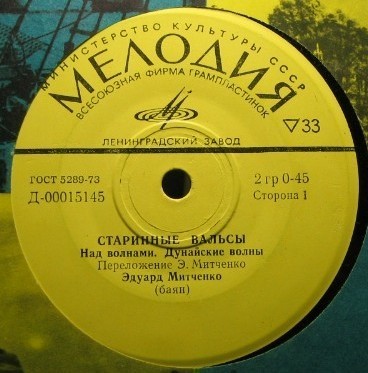 МИНИСТЕРСТВО КУЛЬТУРЫ СССР
МЕЛОДИЯ
ВСЕСОЮЗНАЯ ФИРМА ГРАМПЛАСТИНОК
ЛЕНИНГРАДСКИЙ ЗАВОД
▽33
ГОСТ 5289-73
2 гр 0-45
Д-00015145
Сторона 1
СТАРИННЫЕ ВАЛЬСЫ
Над волнами. Дунайские волны
Переложение Э. Митченко
Эдуард Митченко
(баян)